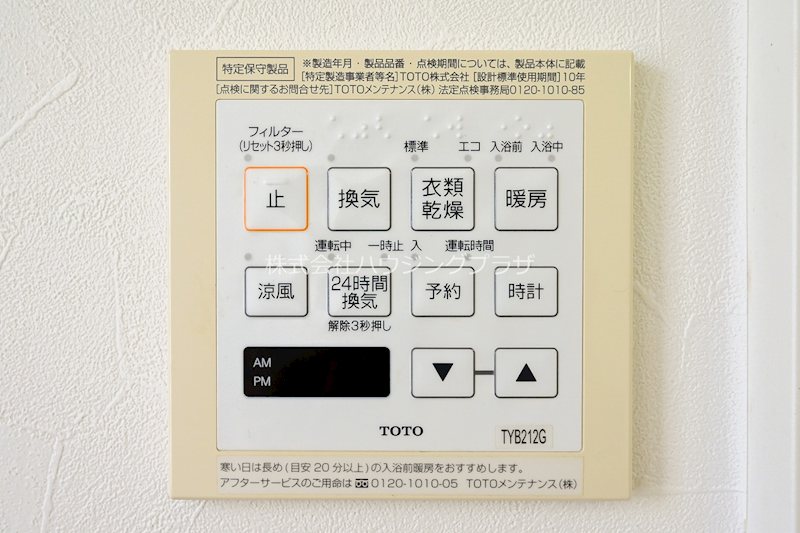 特定保守製品
※製造年月・製品品番・点検期間については、製品本体に記載
[特定製造事業者等名]TOTO株式会社 [設計標準使用期間]10年
[点検に関するお問合せ先]TOTOメンテナンス(株) 法定点検事務局0120-1010-85
フィルター
(リセット3秒押し)
標準 エコ 入浴前 入浴中
止 換気 衣類乾燥 暖房
運転中 一時止 入 運転時間
株式会社ハウジングプラザ
涼風 24時間換気 予約 時計
解除3秒押し
AM
PM
▼ ▲
TOTO
TYB212G
寒い日は長め(目安20分以上)の入浴前暖房をおすすめします。
アフターサービスのご用命は 0120-1010-05 TOTOメンテナンス(株)